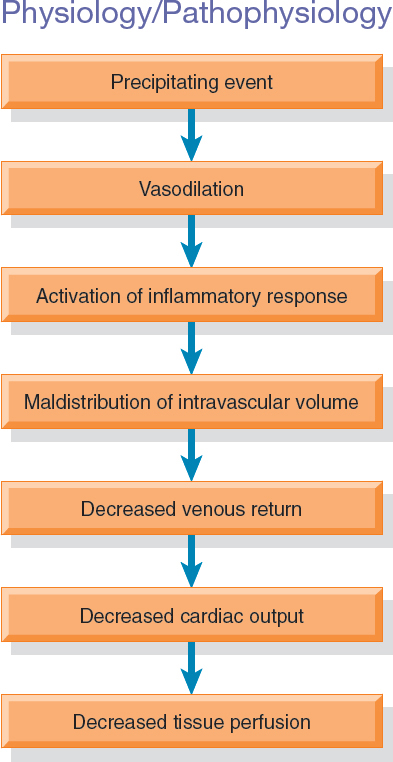 Physiology/Pathophysiology
Precipitating event
Vasodilation
Activation of inflammatory response
Maldistribution of intravascular volume
Decreased venous return
Decreased cardiac output
Decreased tissue perfusion